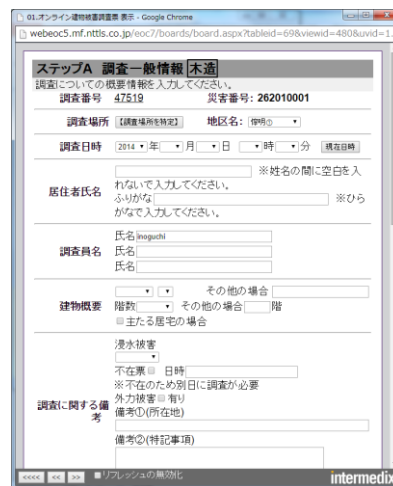 01.オンライン建物被害調査票 表示 - Google Chrome
webeoc5.mf.nttls.co.jp/eoc7/boards/board.aspx?tableid=69&viewid=480&uvid=1.
ステップA 調査一般情報 木造
調査についての概要情報を入力してください。
調査番号 47519 災害番号: 262010001
調査場所 【調査場所を特定】 地区名:
調査日時 2014 年 月 日 時 分 現在日時
居住者氏名 ※姓名の間に空白を入
れないで入力してください。
ふりがな ※ひら
がなで入力してください。
調査員名 氏名 inoguchi
氏名
氏名
建物概要 その他の場合
階数 その他の場合 階
主たる居宅の場合
調査に関する備考
浸水被害
不在票 日時
※不在のため別日に調査が必要
外力被害 有り
備考①(所在地)
備考②(特記事項)
<<<< << >> リフレッシュの無効化 intermedix